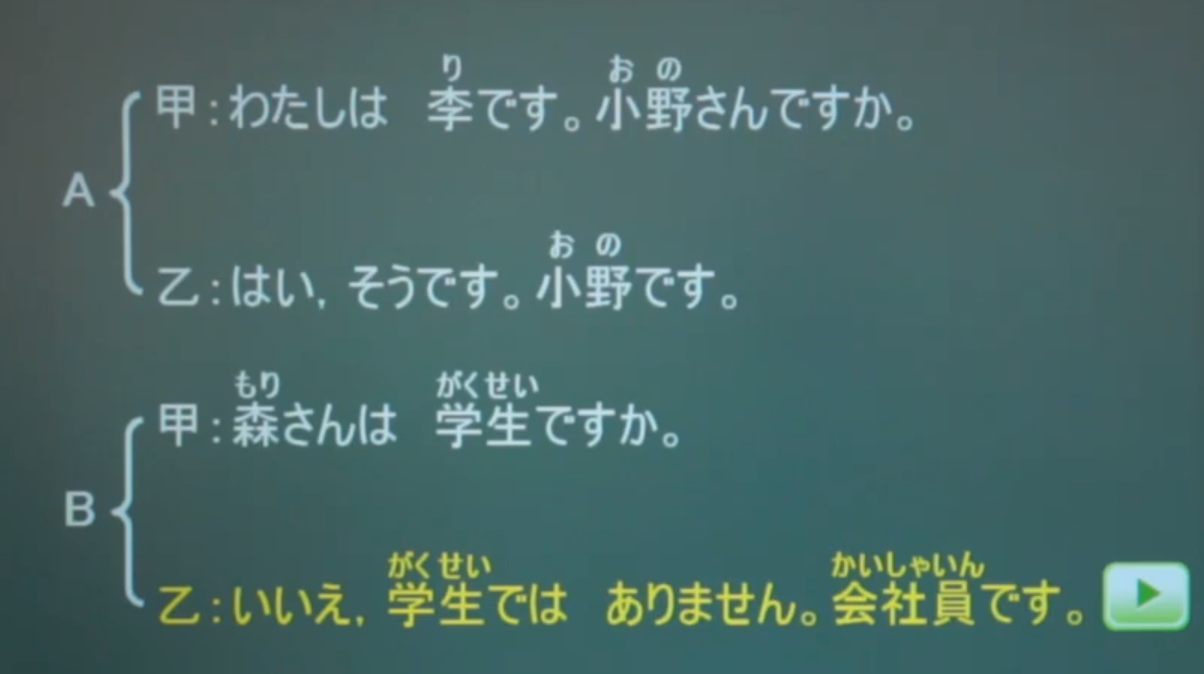 り　お の
A 甲：わたしは　李です。小野さんですか。
お の
乙：はい，そうです。小野です。
もり　がくせい
B 甲：森さんは　学生ですか。
がくせい　かいしゃいん
乙：いいえ，学生では　ありません。会社員です。